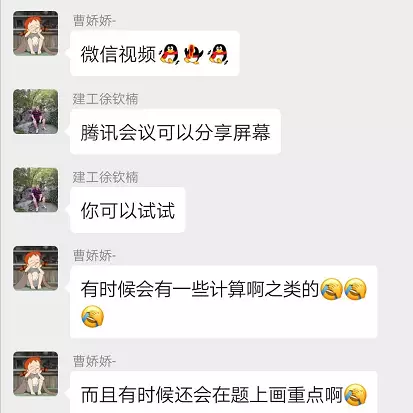 曹娇娇-
微信视频
建工徐钦楠
腾讯会议可以分享屏幕
建工徐钦楠
你可以试试
曹娇娇-
有时候会有一些计算啊之类的
曹娇娇-
而且有时候还会在题上画重点啊